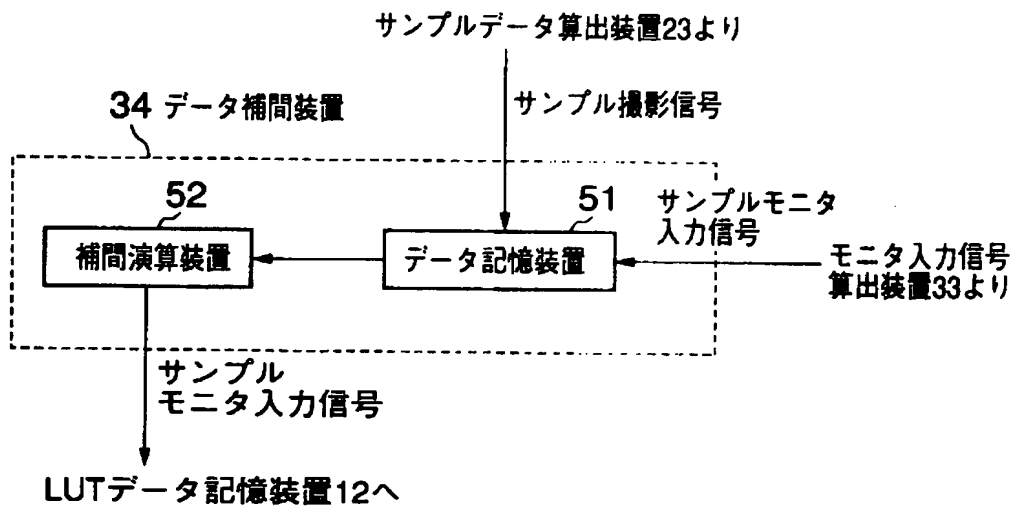 サンプルデータ算出装置23より
サンプル撮影信号
34 データ補間装置
52
補間演算装置
51
データ記憶装置
サンプルモニタ
入力信号
モニタ入力信号
算出装置33より
サンプル
モニタ入力信号
LUTデータ記憶装置12へ